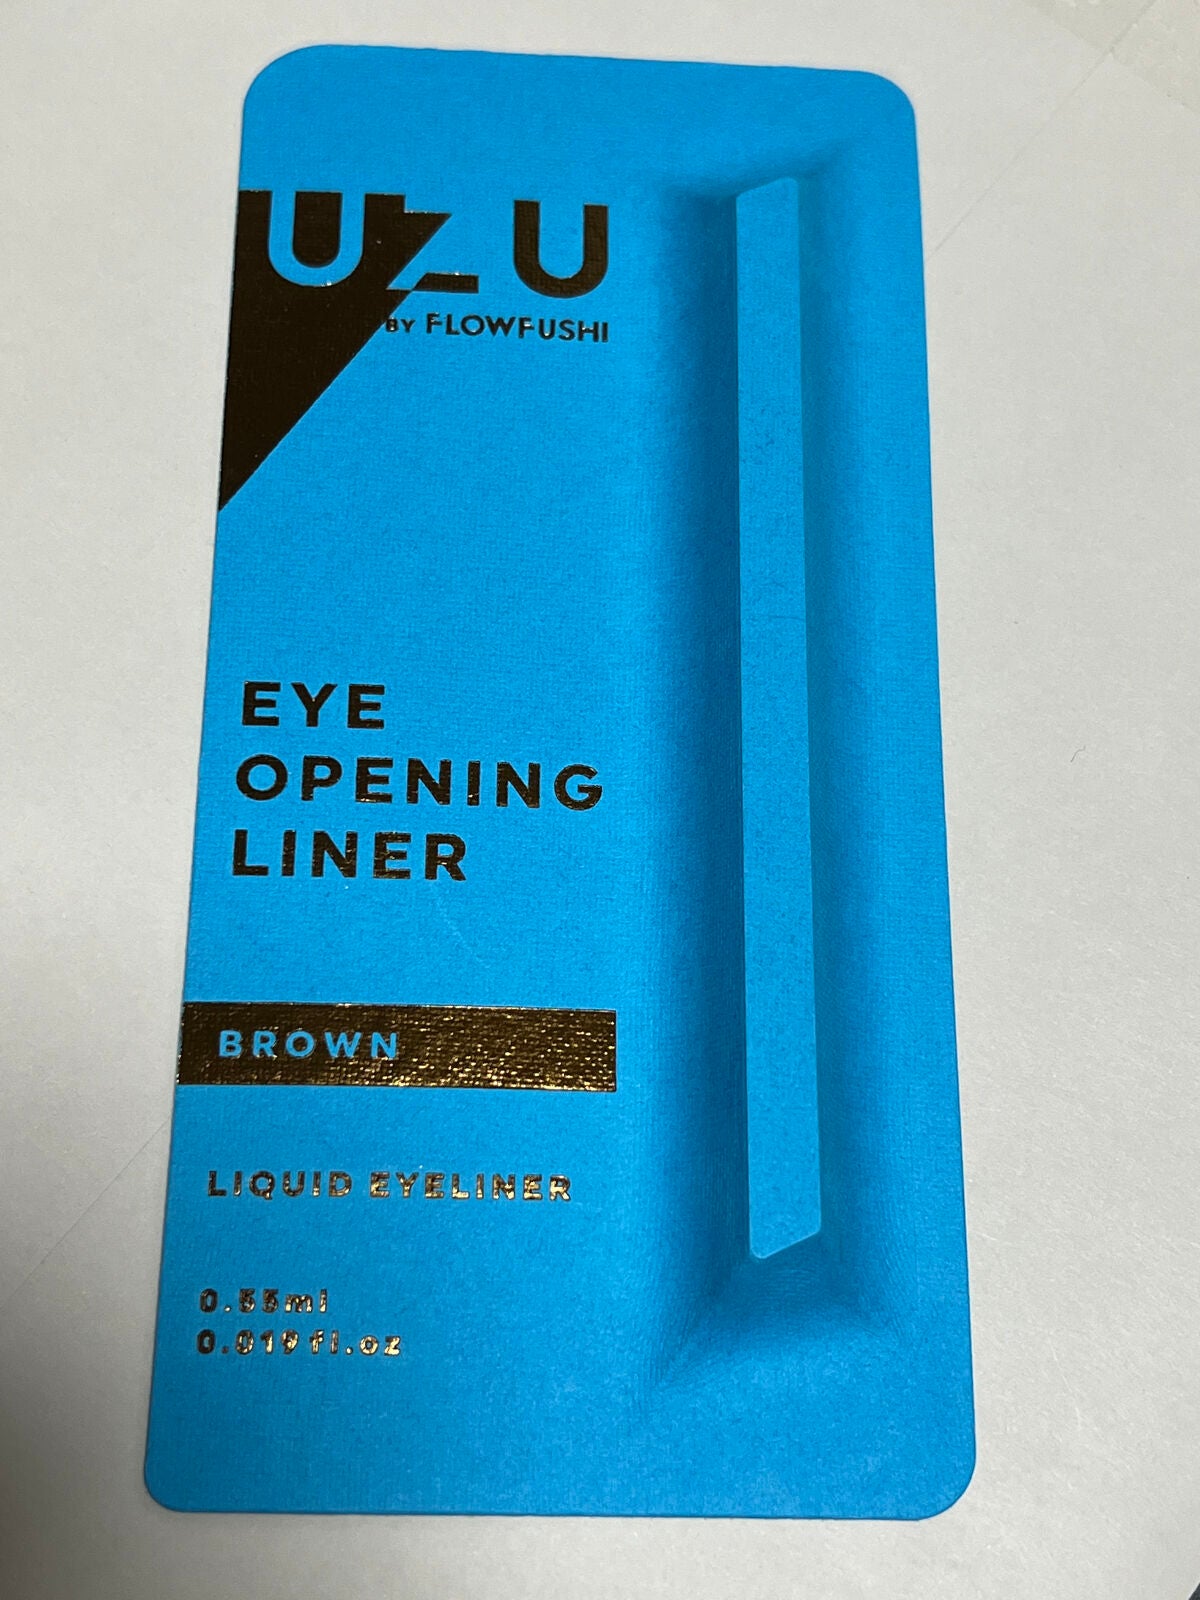 UZU
BY FLOWFUSHI
EYE
OPENING
LINER
BROWN
LIQUID EYELINER
0.55ml
0.019 fl.oz